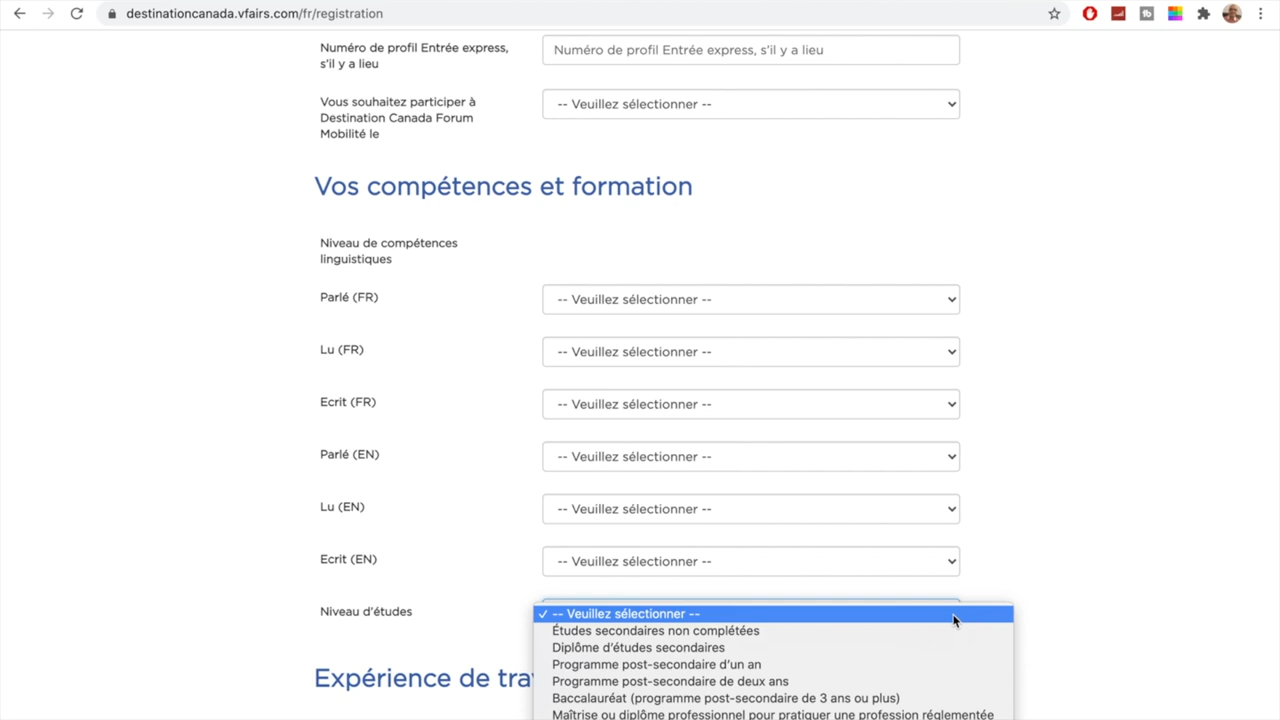 destinationcanada.vfairs.com/fr/registration
Numéro de profil Entrée express,
s'il y a lieu
Numéro de profil Entrée express, s'il y a lieu
Vous souhaitez participer à
Destination Canada Forum
Mobilité le
-- Veuillez sélectionner --
Vos compétences et formation
Niveau de compétences
linguistiques
Parlé (FR)
-- Veuillez sélectionner --
Lu (FR)
-- Veuillez sélectionner --
Ecrit (FR)
-- Veuillez sélectionner --
Parlé (EN)
-- Veuillez sélectionner --
Lu (EN)
-- Veuillez sélectionner --
Ecrit (EN)
-- Veuillez sélectionner --
Niveau d'études
✓ -- Veuillez sélectionner --
Études secondaires non complétées
Diplôme d'études secondaires
Programme post-secondaire d'un an
Programme post-secondaire de deux ans
Baccalauréat (programme post-secondaire de 3 ans ou plus)
Maîtrise ou diplôme professionnel pour pratiquer une profession réglementée
Expérience de tra